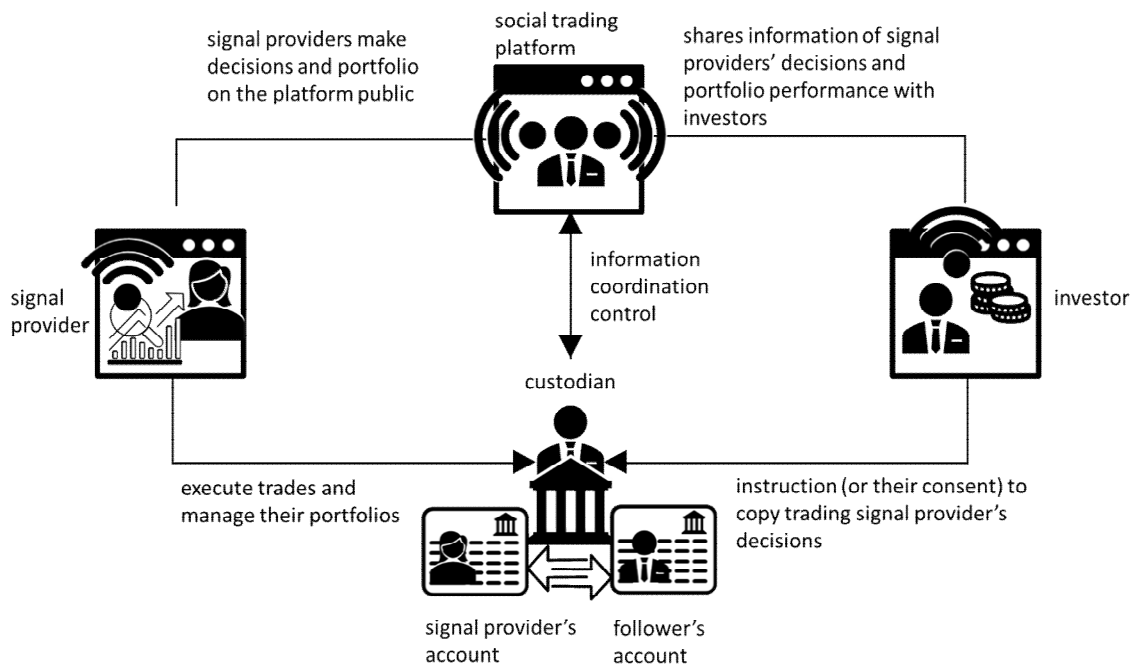 signal providers make
decisions and portfolio
on the platform public
social trading
platform
shares information of signal
providers' decisions and
portfolio performance with
investors
signal
provider
information
coordination
control
investor
custodian
execute trades and
manage their portfolios
instruction (or their consent) to
copy trading signal provider's
decisions
signal provider's
account
follower's
account